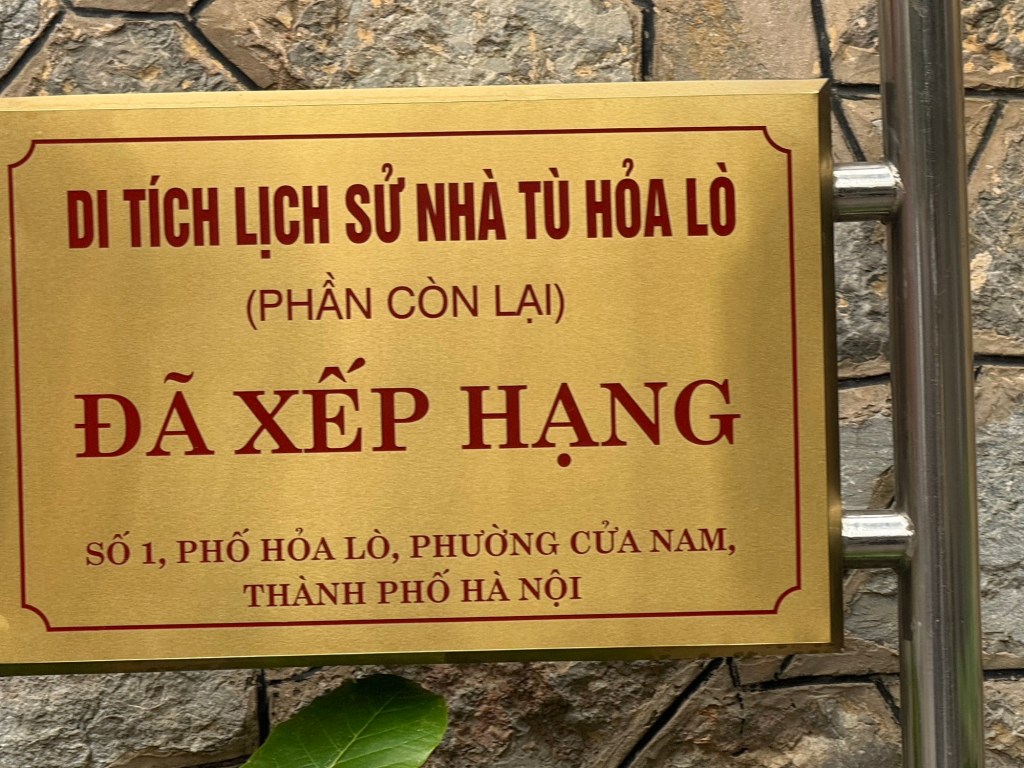 DI TÍCH LỊCH SỬ NHÀ TÙ HỎA LÒ
(PHẦN CÒN LẠI)
ĐÃ XẾP HẠNG
SỐ 1, PHỐ HỎA LÒ, PHƯỜNG CỬA NAM,
THÀNH PHỐ HÀ NỘI